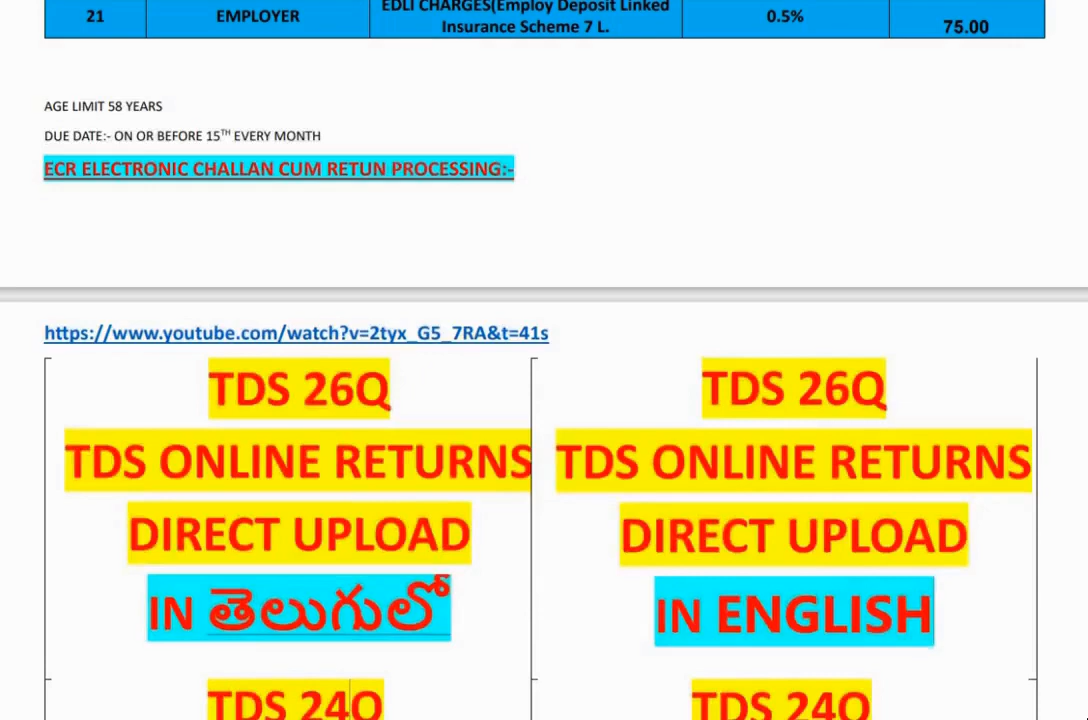 21 EMPLOYER EDLI CHARGES(Employ Deposit Linked Insurance Scheme 7 L. 0.5% 75.00
AGE LIMIT 58 YEARS
DUE DATE:- ON OR BEFORE 15TH EVERY MONTH
ECR ELECTRONIC CHALLAN CUM RETUN PROCESSING:-
https://www.youtube.com/watch?v=2tyx_G5_7RA&t=41s
TDS 26Q
TDS ONLINE RETURNS
DIRECT UPLOAD
IN తెలుగులో
TDS 26Q
TDS ONLINE RETURNS
DIRECT UPLOAD
IN ENGLISH
TDS 24Q
TDS 24Q